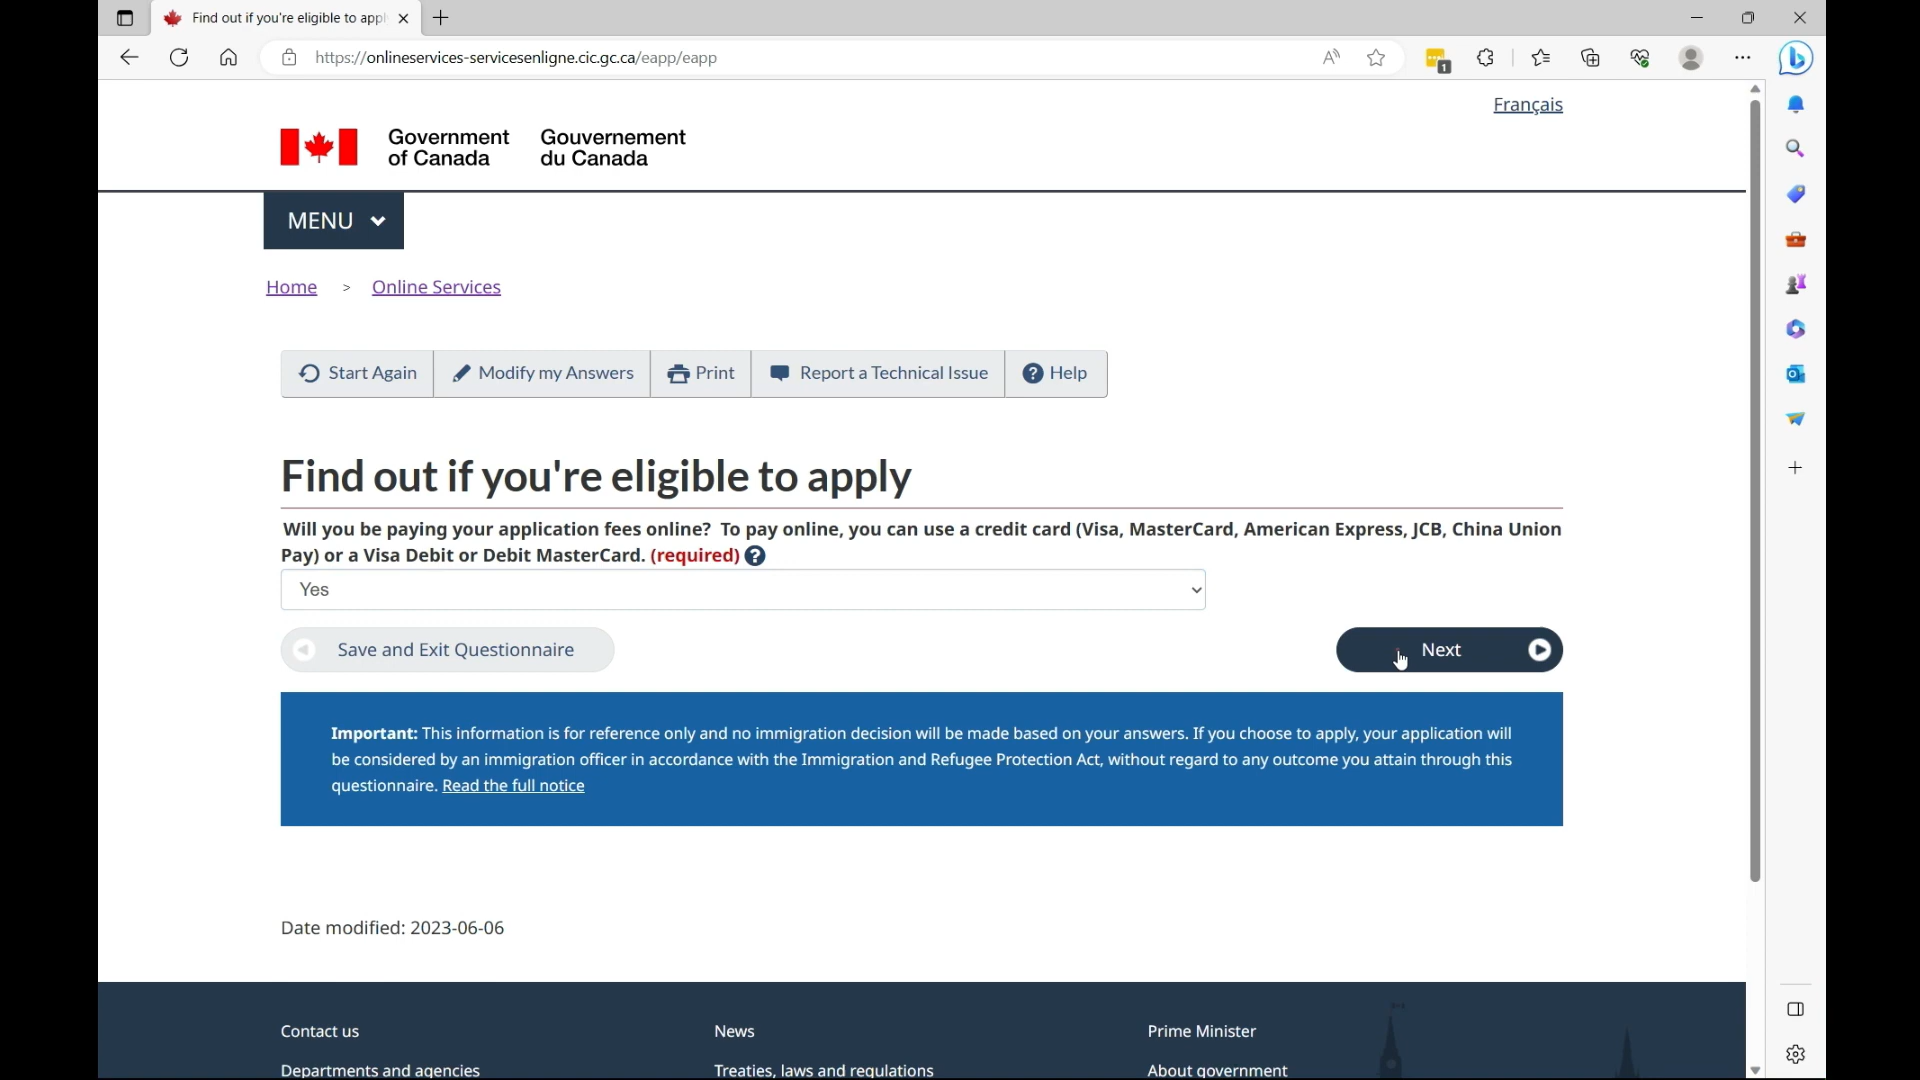 Find out if you're eligible to appl
https://onlineservices-servicesenligne.cic.gc.ca/eapp/eapp
1
Français
Government of Canada
Gouvernement du Canada
MENU
Home > Online Services
Start Again
Modify my Answers
Print
Report a Technical Issue
Help
Find out if you're eligible to apply
Will you be paying your application fees online? To pay online, you can use a credit card (Visa, MasterCard, American Express, JCB, China Union
Pay) or a Visa Debit or Debit MasterCard. (required) ?
Yes
Save and Exit Questionnaire
Next
Important: This information is for reference only and no immigration decision will be made based on your answers. If you choose to apply, your application will
be considered by an immigration officer in accordance with the Immigration and Refugee Protection Act, without regard to any outcome you attain through this
questionnaire. Read the full notice
Date modified: 2023-06-06
Contact us
News
Prime Minister
Departments and agencies
Treaties, laws and regulations
About government